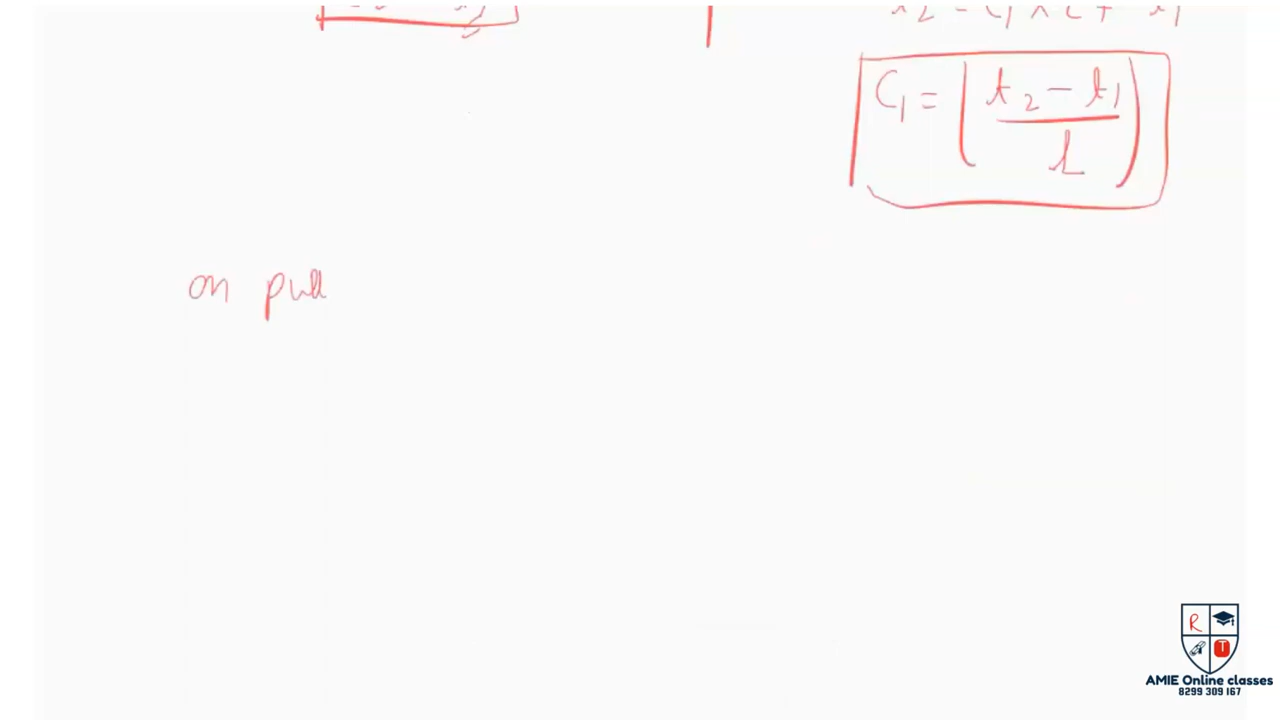 C₁ = ( t₂ - t₁ / L )
on pull
R
T
AMIE Online classes
8299 309 167